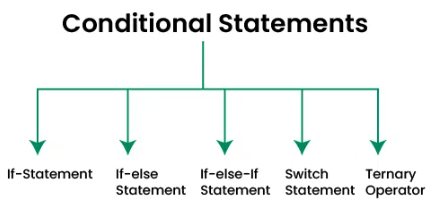 Conditional Statements
If-Statement
If-else
Statement
If-else-If
Statement
Switch
Statement
Ternary
Operator